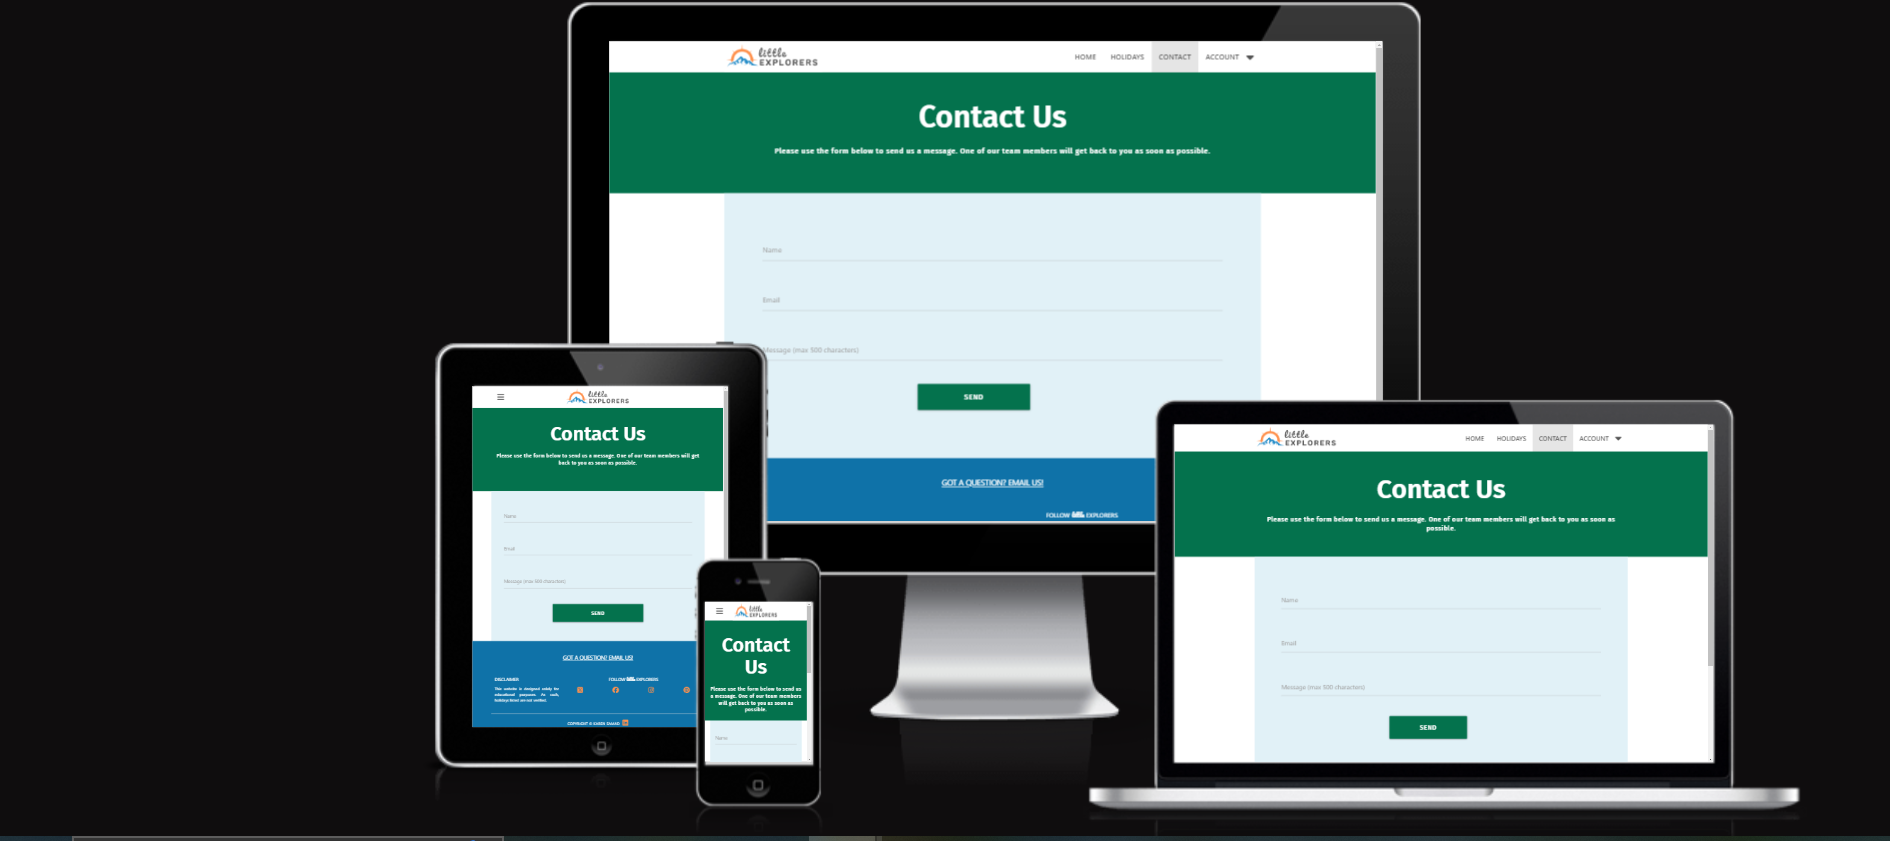 little
EXPLORERS
HOME HOLIDAYS CONTACT ACCOUNT
Contact Us
Please use the form below to send us a message. One of our team members will get back to you as soon as possible.
Name
Email
Message (max 500 characters)
SEND
GOT A QUESTION? EMAIL US!
FOLLOW EXPLORERS
little
EXPLORERS
Contact Us
Please use the form below to send us a message. One of our team members will get
back to you as soon as possible.
Name
Email
Message (max 500 characters)
SEND
GOT A QUESTION? EMAIL US!
DISCLAIMER
This website is designed solely for
educational purposes. As such,
holidays listed are not verified.
FOLLOW EXPLORERS
COPYRIGHT ©
little
EXPLORERS
Contact
Us
Please use the form below to send us
a message. One of our team members
will get back to you as soon as
possible.
Name
little
EXPLORERS
HOME HOLIDAYS CONTACT ACCOUNT
Contact Us
Please use the form below to send us a message. One of our team members will get back to you as soon as
possible.
Name
Email
Message (max 500 characters)
SEND